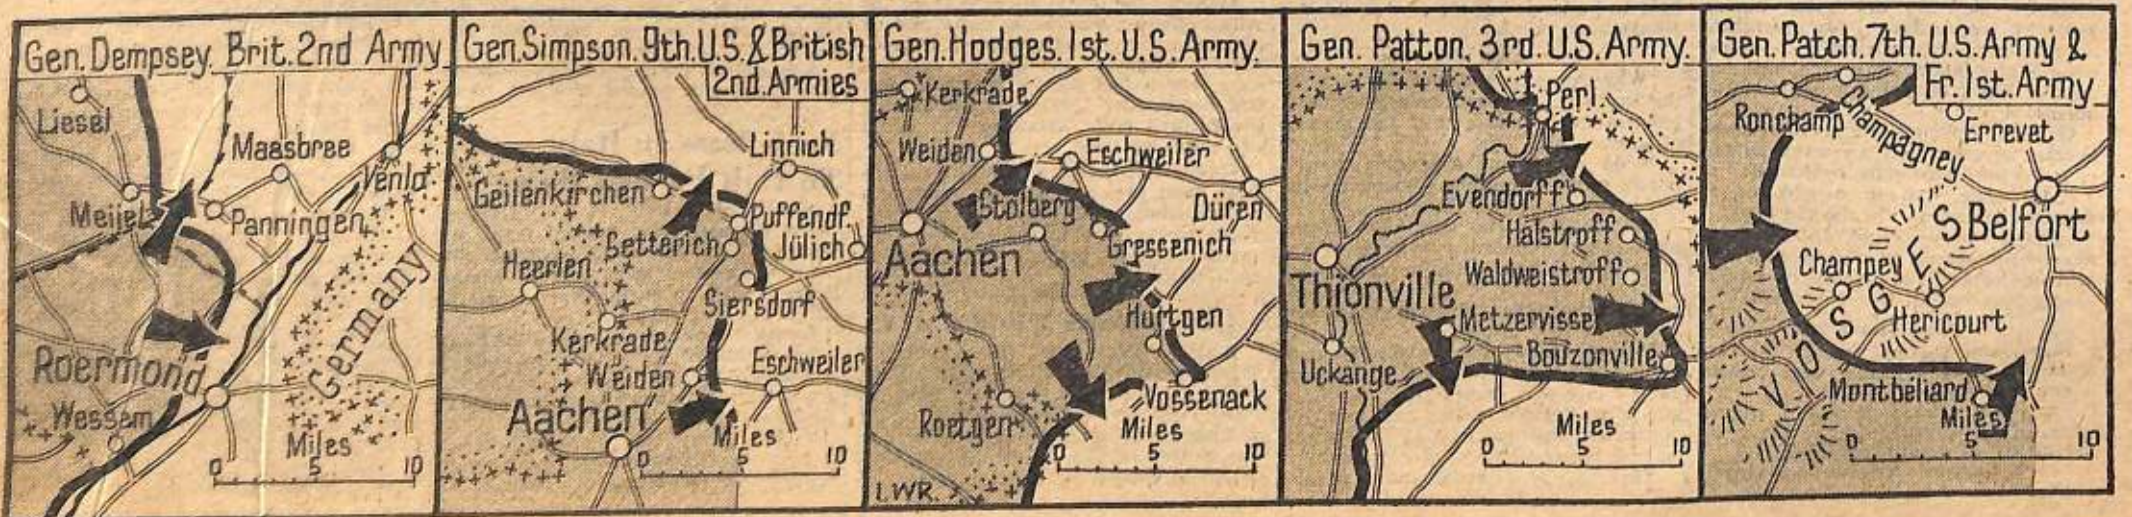 Gen. Dempsey. Brit. 2nd Army
Liesel
Maasbree
Venlo
Meijel
Panningen
Germany
Roermond
Wessem
Miles
0 5 10
Gen. Simpson. 9th. U.S. & British
2nd. Armies
Linnich
Geilenkirchen
Puffendf.
Setterich
Jülich
Heerlen
Siersdorf
Kerkrade
Weiden
Eschweiler
Aachen
Miles
0 5 10
Gen. Hodges. 1st. U.S. Army.
Kerkrade
Weiden
Eschweiler
Stolberg
Düren
Gressenich
Aachen
Hürtgen
Vossenack
Roetgen
Miles
0 5 10
I.WR.
Gen. Patton. 3rd. U.S. Army.
Perl
Evendorff
Halstroff
Waldweistroff
Thionville
Metzervisse
Bouzonville
Uckange
Miles
0 5 10
Gen. Patch. 7th. U.S. Army &
Fr. 1st. Army
Ronchamp
Champagney
Errevet
Belfort
Champey
VOSGES
Hericourt
Montbéliard
Miles
0 5 10